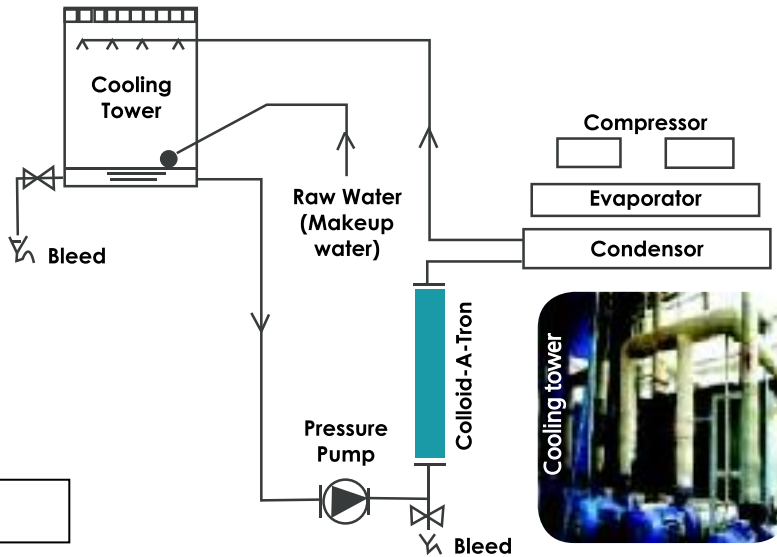 Cooling
Tower
Compressor
Evaporator
Condensor
Raw Water
(Makeup
water)
Bleed
Colloid-A-Tron
Cooling tower
Pressure
Pump
Bleed